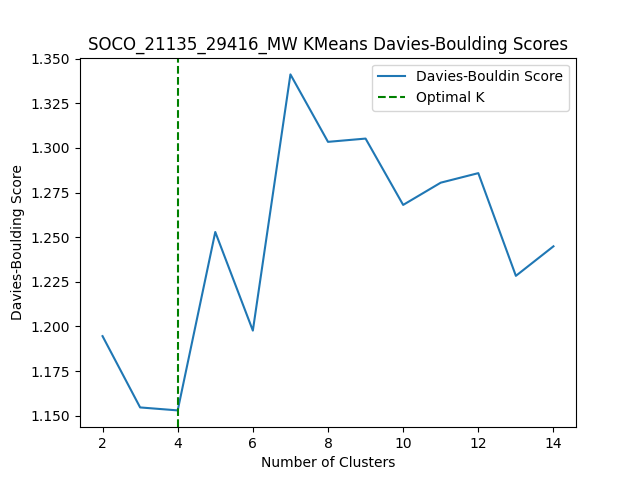 SOCO_21135_29416_MW KMeans Davies-Boulding Scores
Davies-Bouldin Score
Optimal K
Davies-Boulding Score
1.350
1.325
1.300
1.275
1.250
1.225
1.200
1.175
1.150
2 4 6 8 10 12 14
Number of Clusters